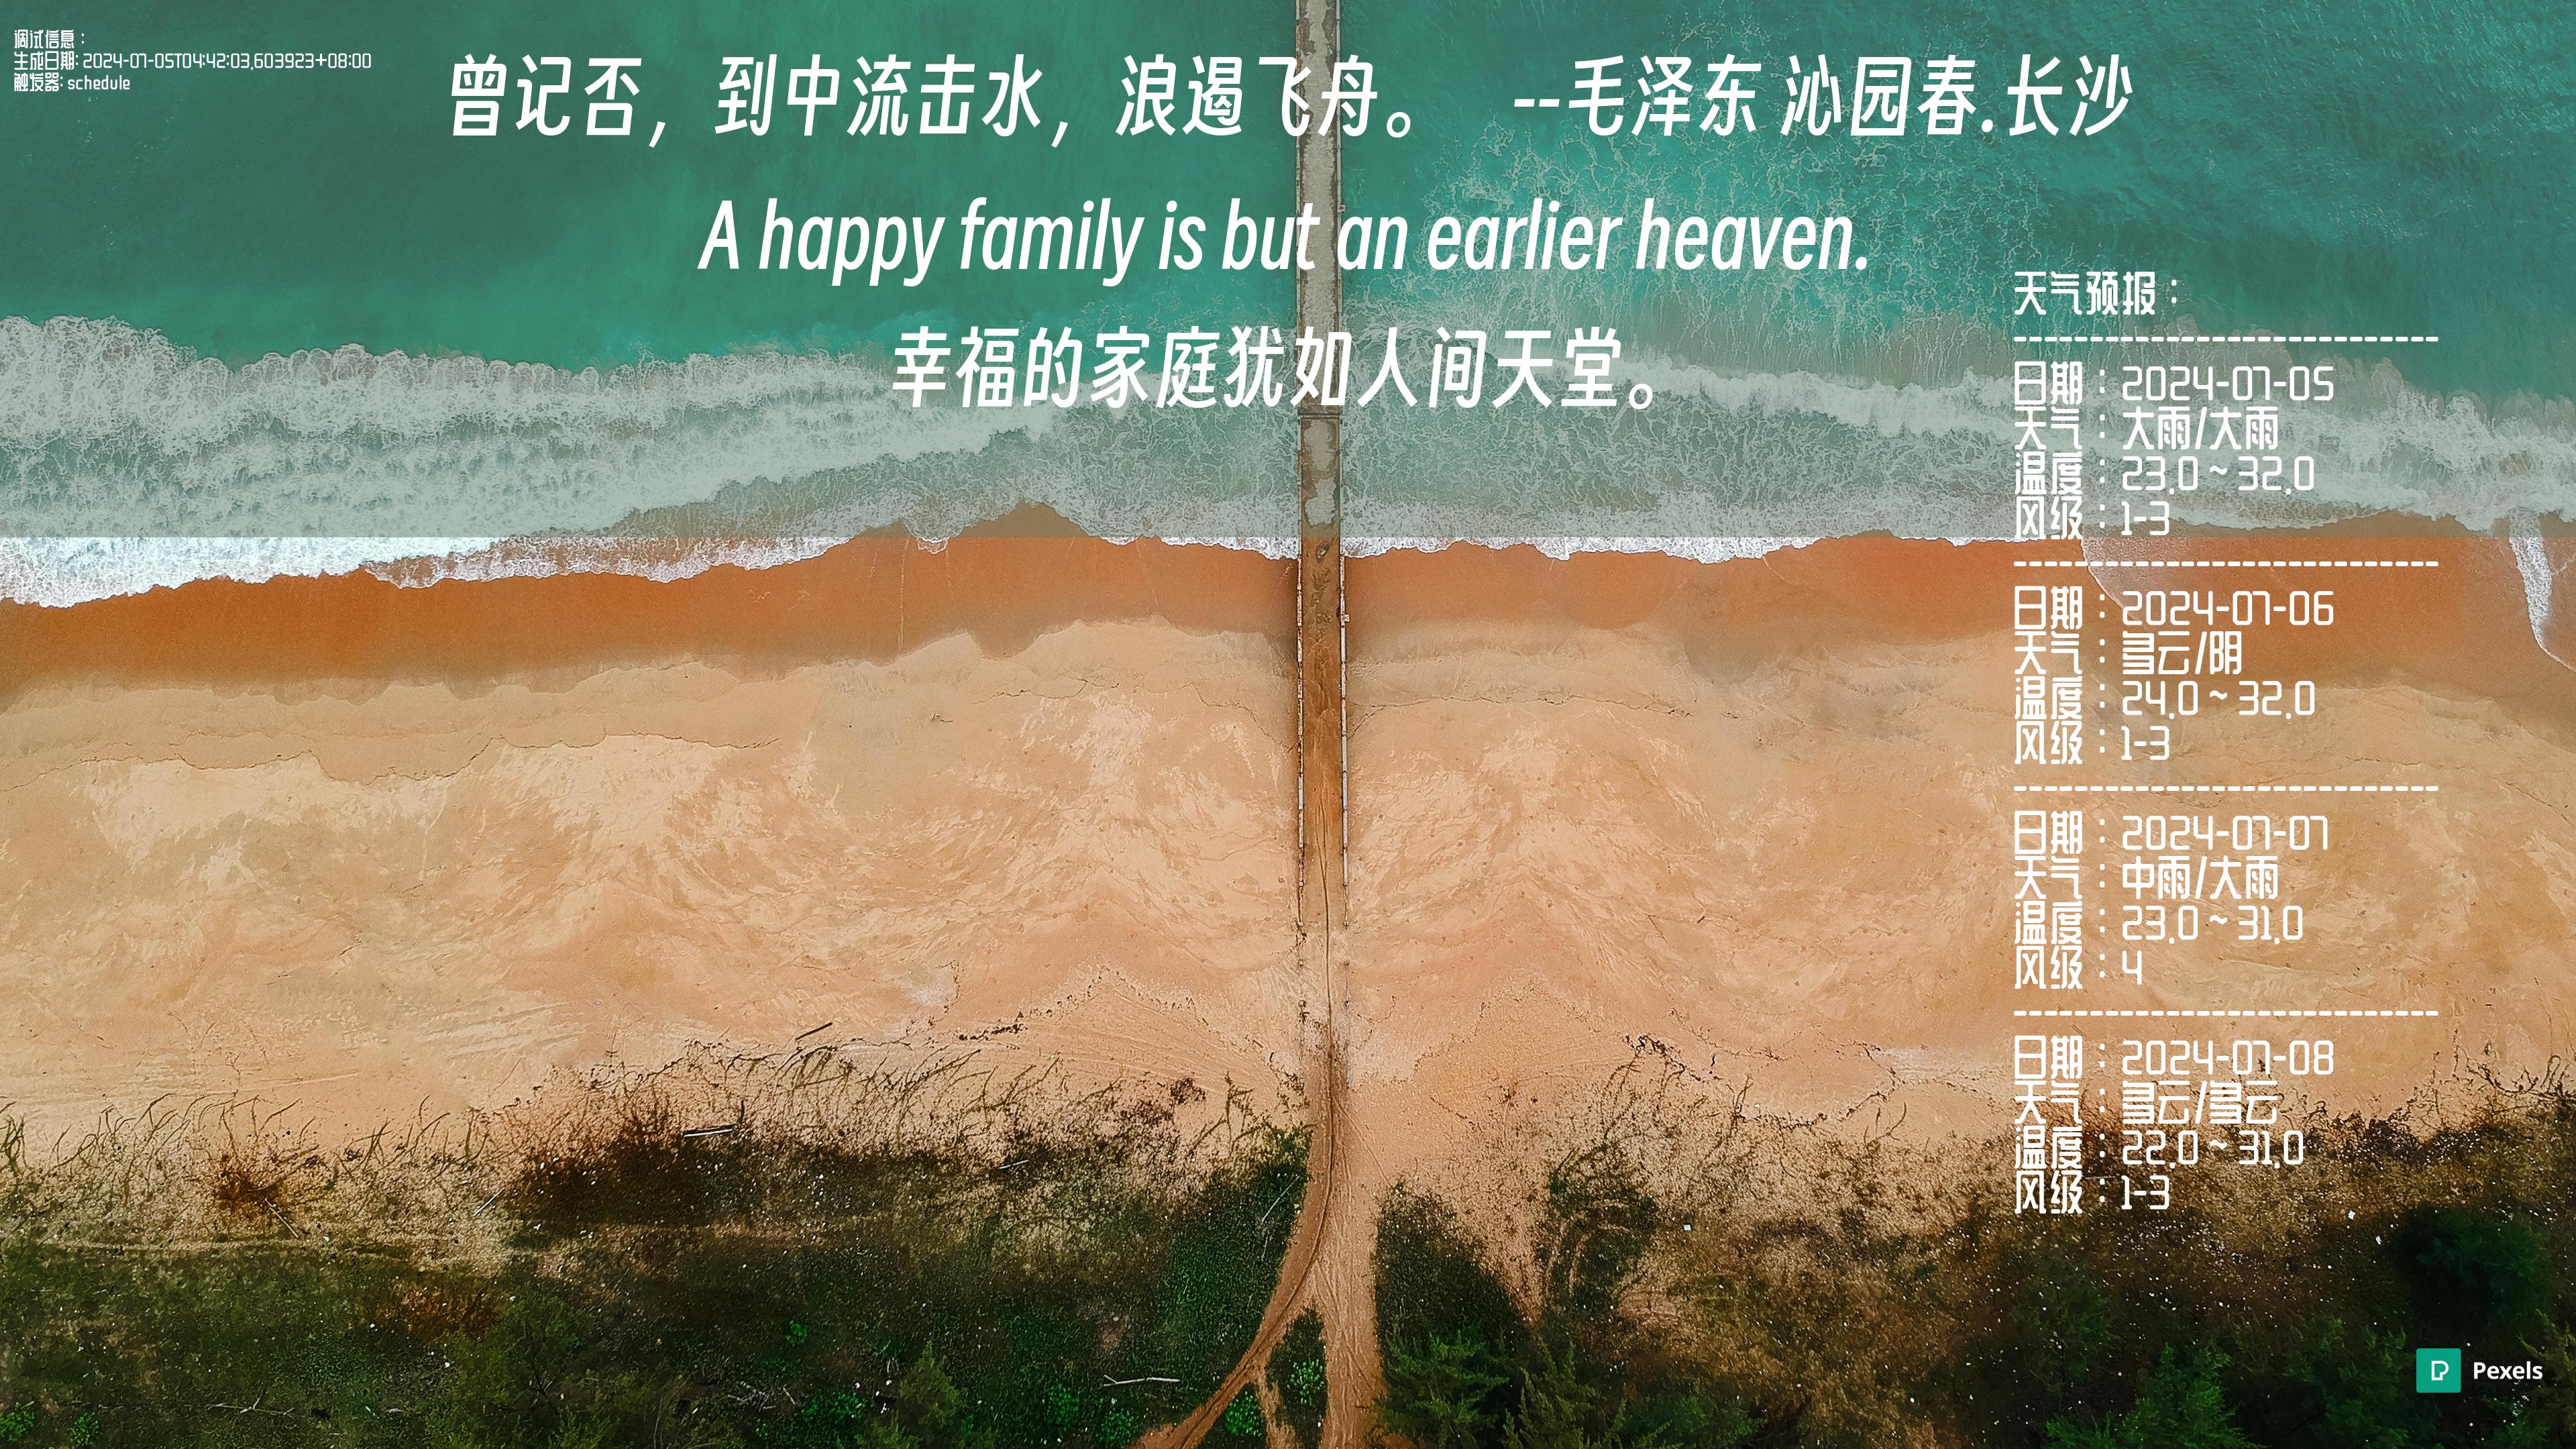 调试信息：
生成日期: 2024-07-05T04:42:03.603923+08:00
触发器: schedule
曾记否，到中流击水，浪遏飞舟。 --毛泽东 沁园春.长沙
A happy family is but an earlier heaven.
幸福的家庭犹如人间天堂。
天气预报：
----------------------------
日期：2024-07-05
天气：大雨/大雨
温度：23.0 ~ 32.0
风级：1-3
----------------------------
日期：2024-07-06
天气：多云/阴
温度：24.0 ~ 32.0
风级：1-3
----------------------------
日期：2024-07-07
天气：中雨/大雨
温度：23.0 ~ 31.0
风级：4
----------------------------
日期：2024-07-08
天气：多云/多云
温度：22.0 ~ 31.0
风级：1-3
Pexels